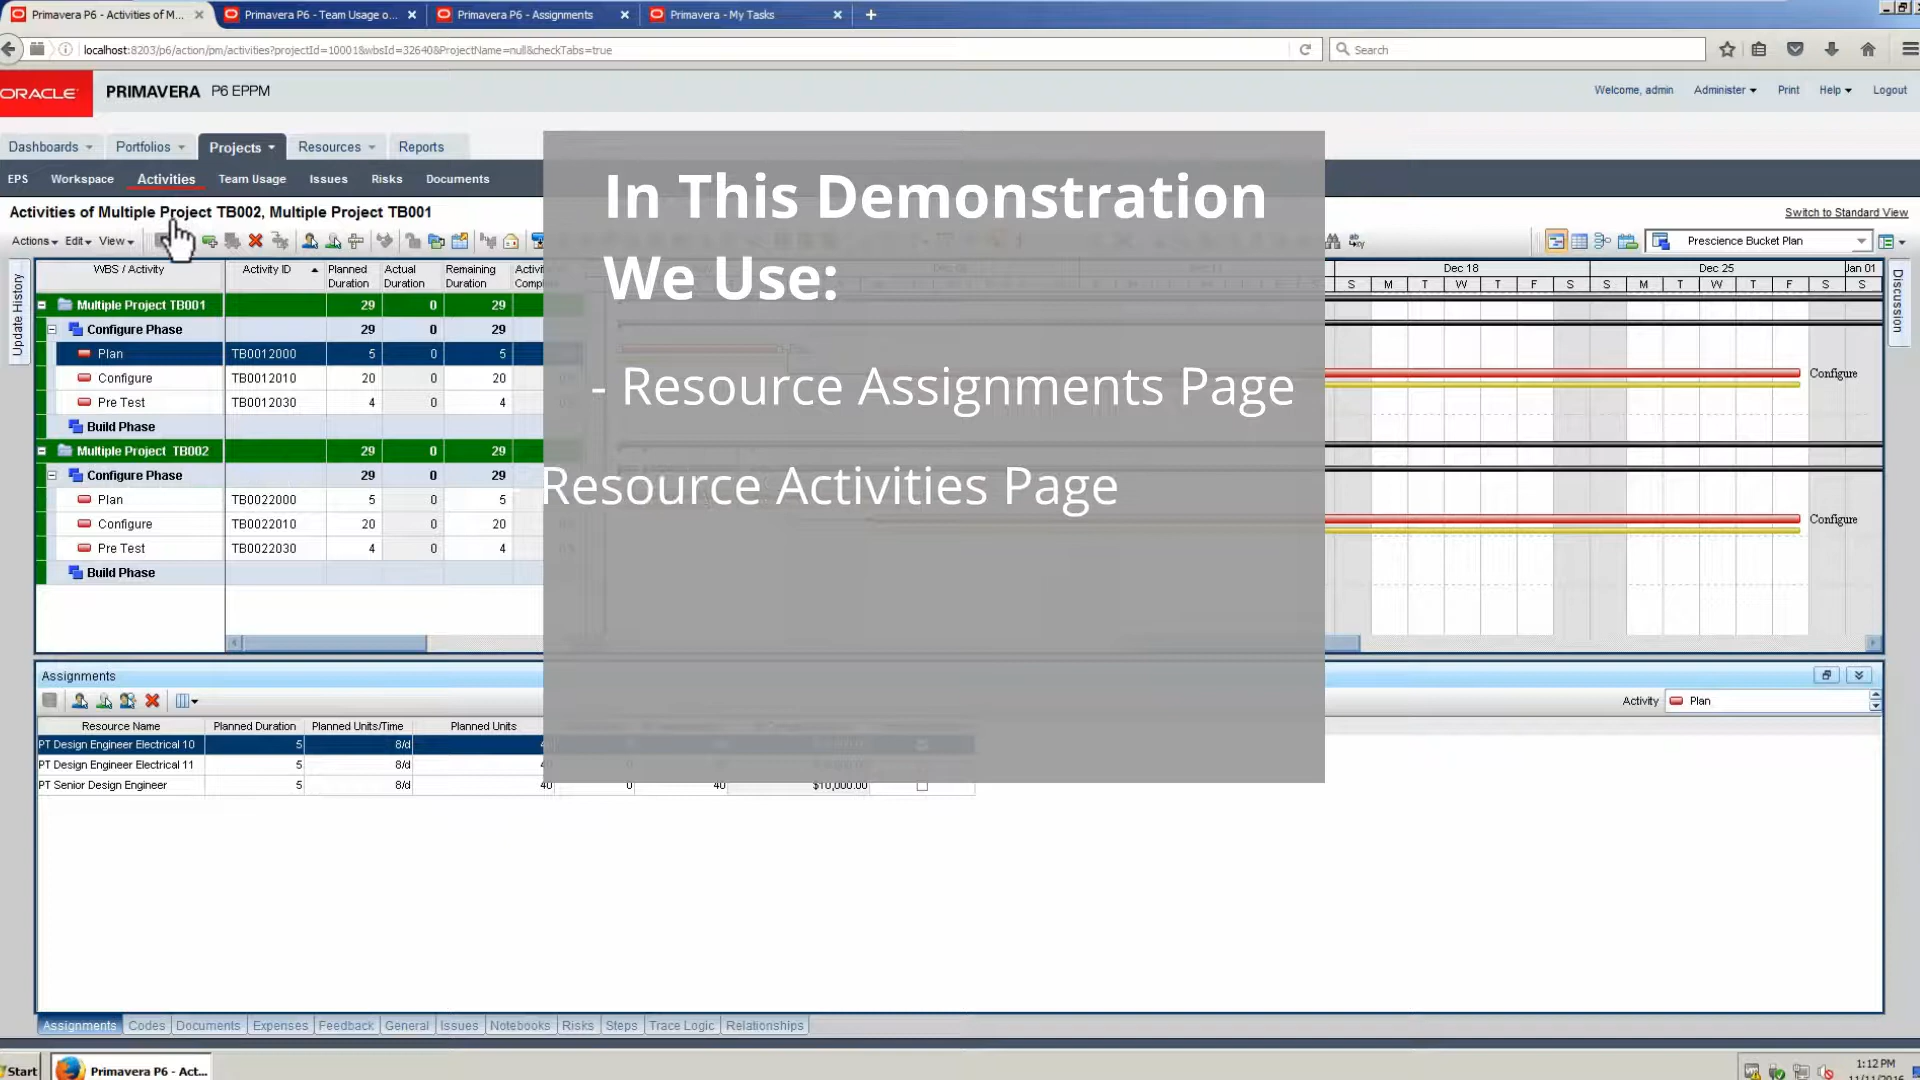 Primavera P6 - Activities of M...
Primavera P6 - Team Usage o...
Primavera P6 - Assignments
Primavera - My Tasks
localhost:8203/p6/action/pm/activities?projectId=10001&wbsId=32640&ProjectName=null&checkTabs=true
Search
ORACLE
PRIMAVERA P6 EPPM
Welcome, admin Administer Print Help Logout
Dashboards Portfolios Projects Resources Reports
EPS Workspace Activities Team Usage Issues Risks Documents
Activities of Multiple Project TB002, Multiple Project TB001
Switch to Standard View
Actions Edit View
Prescience Bucket Plan
In This Demonstration
We Use:
- Resource Assignments Page
Resource Activities Page
Update History
Discussion
WBS / Activity Activity ID Planned Duration Actual Duration Remaining Duration
Dec 18 Dec 25 Jan 01
S M T W T F S S M T W T F S S
Multiple Project TB001 29 0 29
Configure Phase 29 0 29
Plan TB0012000 5 0 5
Configure TB0012010 20 0 20
Configure
Pre Test TB0012030 4 0 4
Build Phase
Multiple Project TB002 29 0 29
Configure Phase 29 0 29
Plan TB0022000 5 0 5
Configure TB0022010 20 0 20
Configure
Pre Test TB0022030 4 0 4
Build Phase
Assignments
Activity Plan
Resource Name Planned Duration Planned Units/Time Planned Units
PT Design Engineer Electrical 10 5 8/d
PT Design Engineer Electrical 11 5 8/d
PT Senior Design Engineer 5 8/d 40 0 40 $10,000.00
Assignments Codes Documents Expenses Feedback General Issues Notebooks Risks Steps Trace Logic Relationships
Start Primavera P6 - Act...
1:12 PM